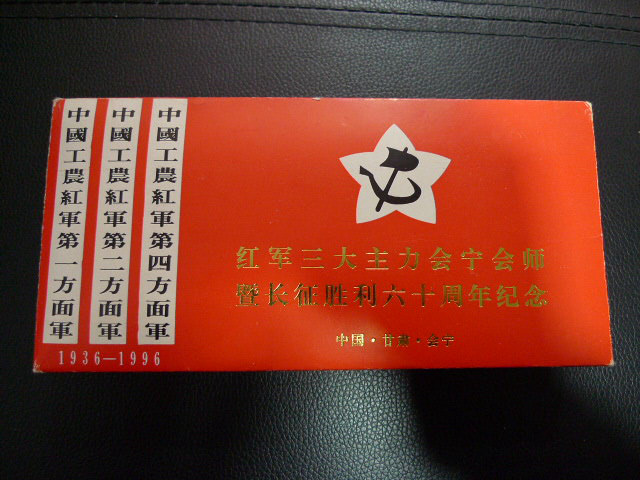 中國工農紅軍第一方面軍
中國工農紅軍第二方面軍
中國工農紅軍第四方面軍
1936—1996
红军三大主力会宁会师
暨长征胜利六十周年纪念
中国·甘肃·会宁